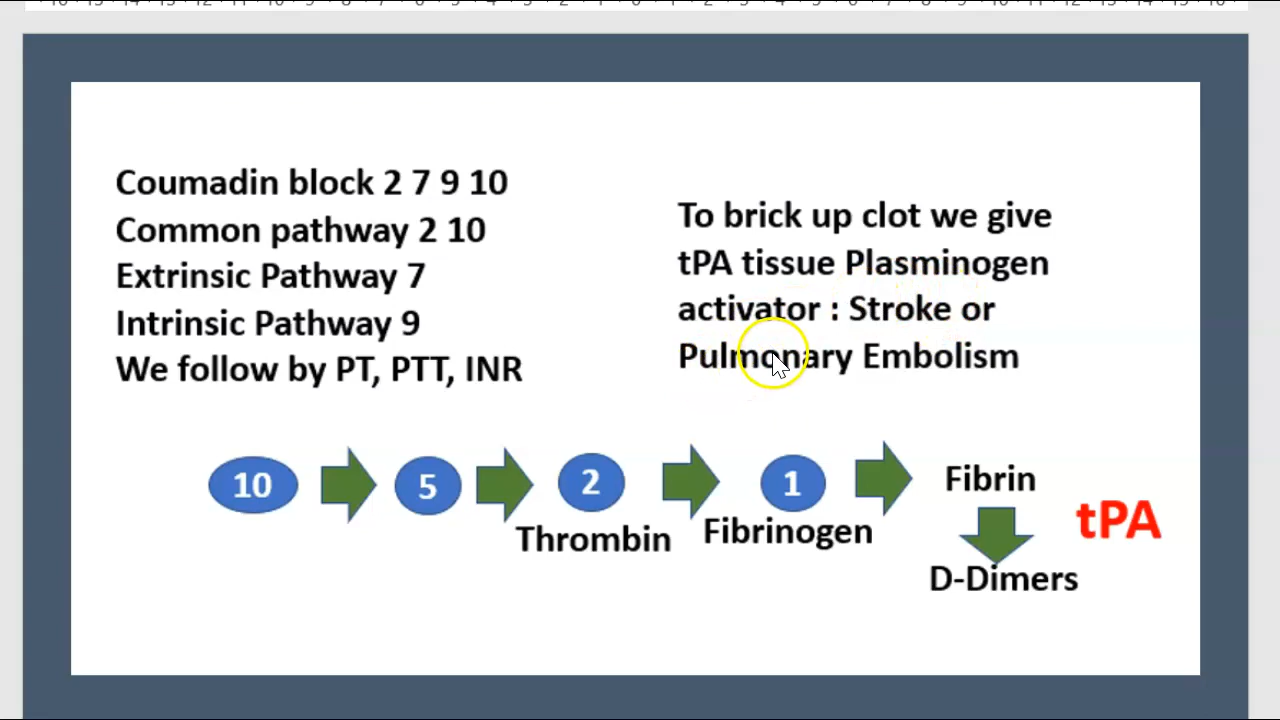 Coumadin block 2 7 9 10
Common pathway 2 10
Extrinsic Pathway 7
Intrinsic Pathway 9
We follow by PT, PTT, INR
To brick up clot we give
tPA tissue Plasminogen
activator : Stroke or
Pulmonary Embolism
10
5
2
1
Fibrin
Thrombin
Fibrinogen
tPA
D-Dimers